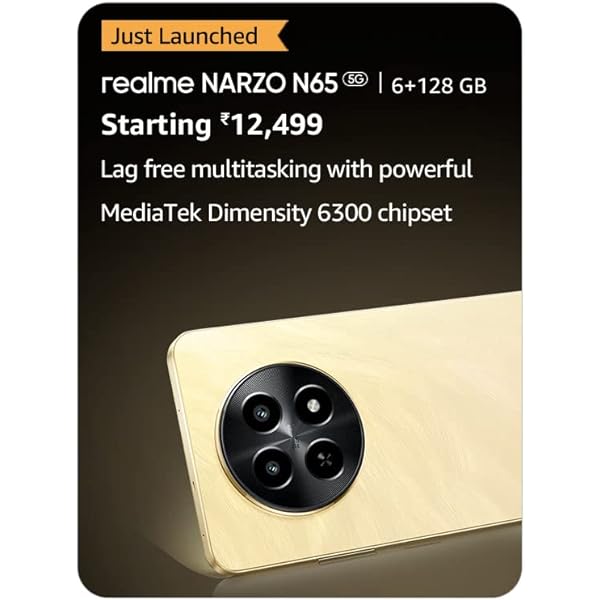 Just Launched
realme NARZO N65 5G | 6+128 GB
Starting ₹12,499
Lag free multitasking with powerful
MediaTek Dimensity 6300 chipset